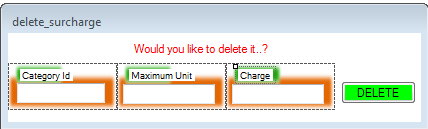 delete_surcharge
Would you like to delete it..?
Category Id Maximum Unit Charge
DELETE